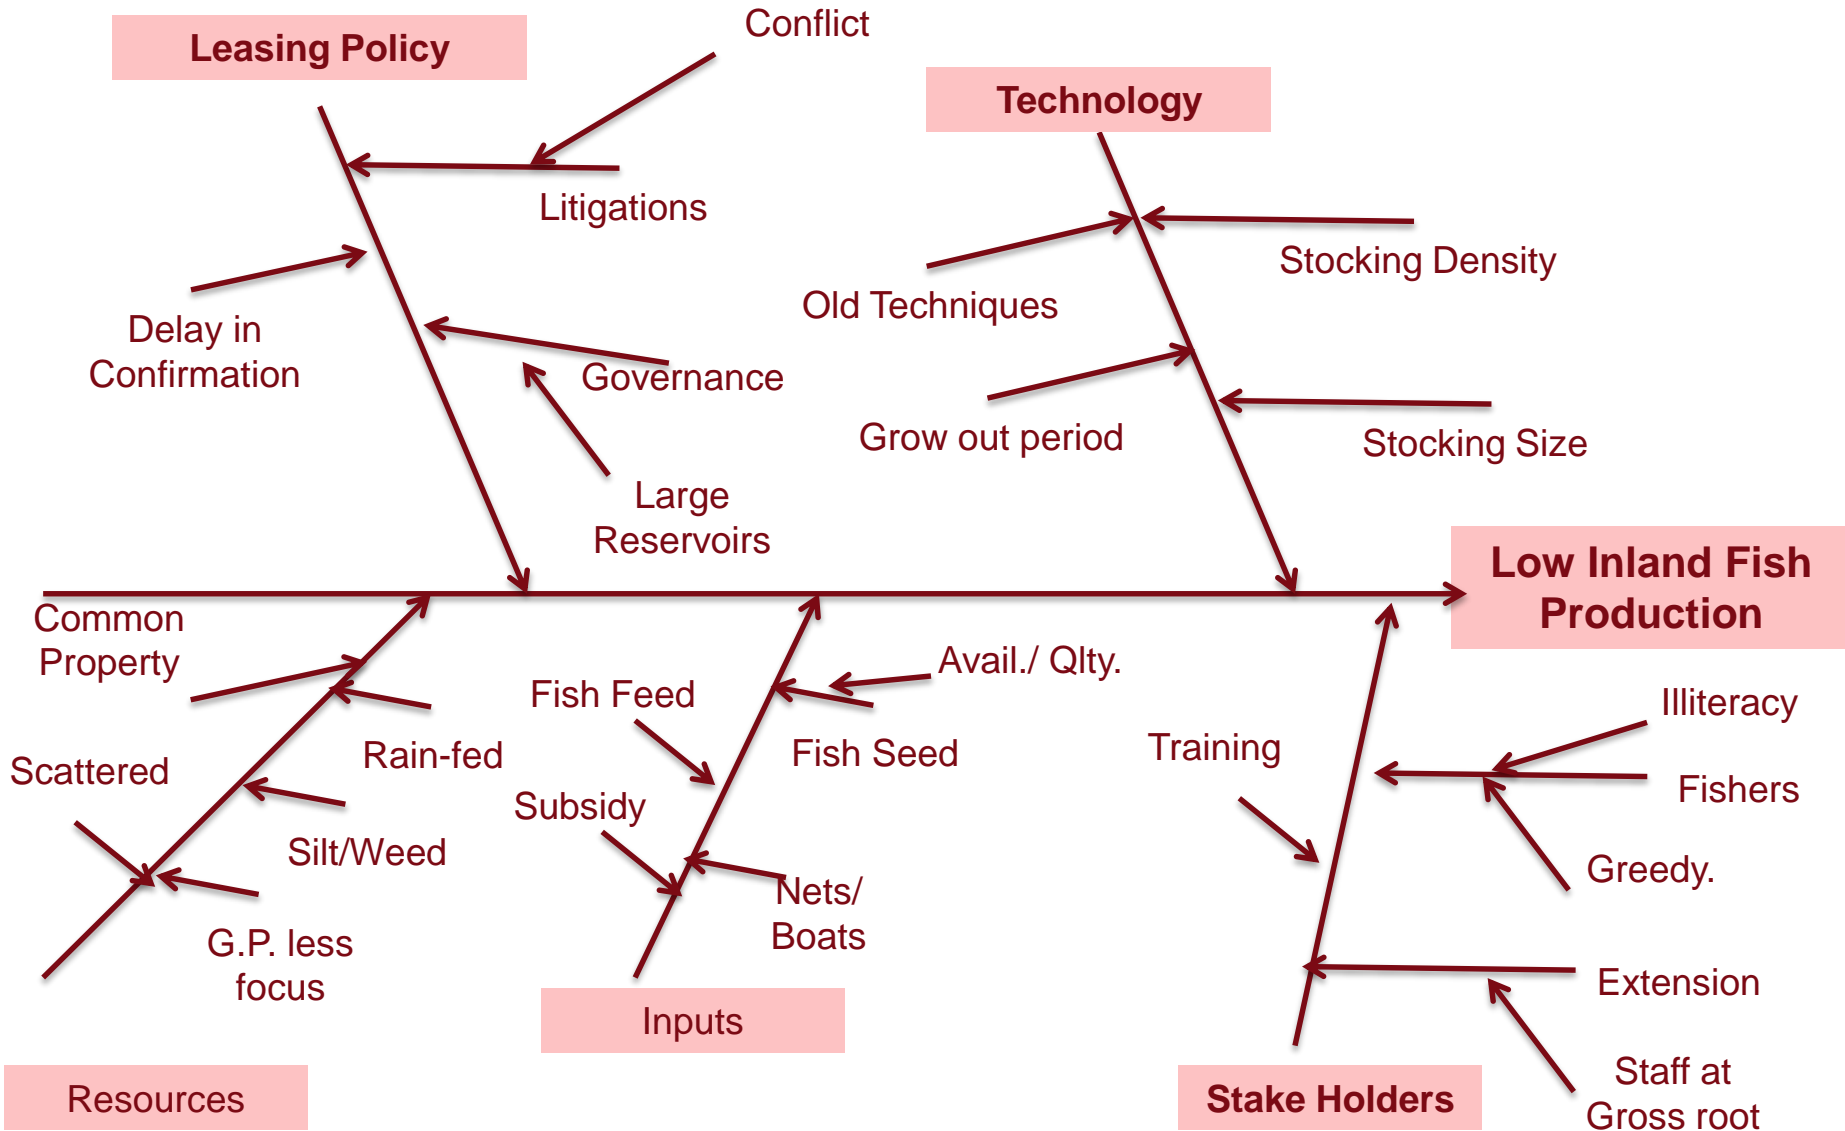 Conflict
Leasing Policy
Technology
Litigations
Stocking Density
Old Techniques
Delay in
Confirmation
Governance
Grow out period
Stocking Size
Large
Reservoirs
Low Inland Fish
Production
Common
Property
Avail./ Qlty.
Fish Feed
Illiteracy
Rain-fed
Fish Seed
Training
Scattered
Fishers
Subsidy
Silt/Weed
Greedy.
Nets/
Boats
G.P. less
focus
Extension
Inputs
Staff at
Gross root
Resources
Stake Holders